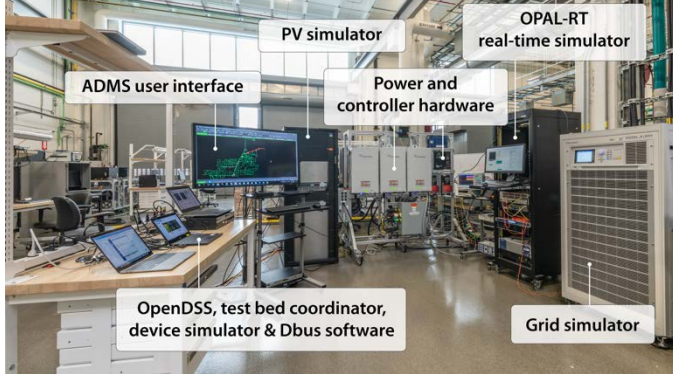 PV simulator
OPAL-RT
real-time simulator
ADMS user interface
Power and
controller hardware
OpenDSS, test bed coordinator,
device simulator & Dbus software
Grid simulator